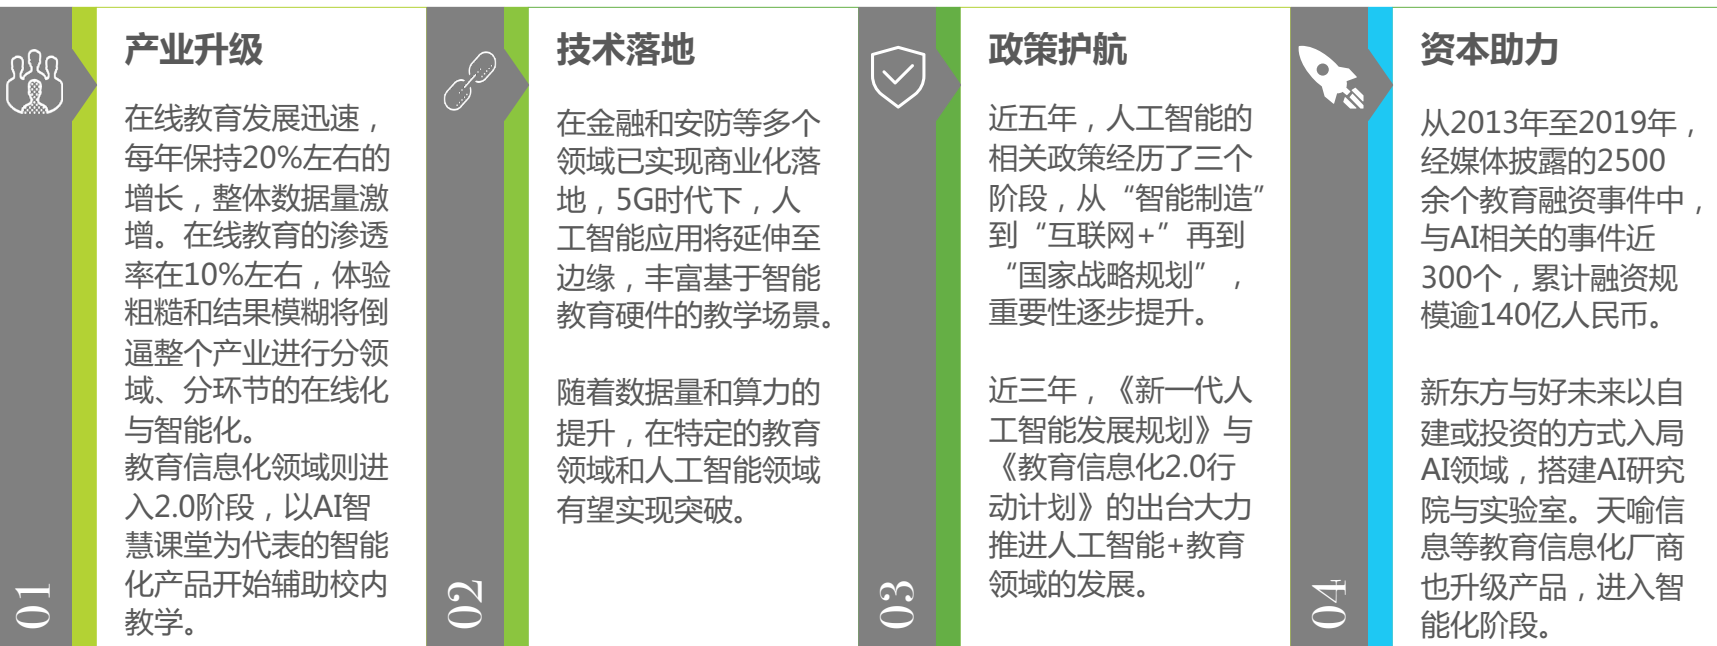 产业升级
在线教育发展迅速，
每年保持20%左右的
增长，整体数据量激
增。在线教育的渗透
率在10%左右，体验
粗糙和结果模糊将倒
逼整个产业进行分领
域、分环节的在线化
与智能化。
教育信息化领域则进
入2.0阶段，以AI智
慧课堂为代表的智能
化产品开始辅助校内
教学。
01
技术落地
在金融和安防等多个
领域已实现商业化落
地，5G时代下，人
工智能应用将延伸至
边缘，丰富基于智能
教育硬件的教学场景。
随着数据量和算力的
提升，在特定的教育
领域和人工智能领域
有望实现突破。
02
政策护航
近五年，人工智能的
相关政策经历了三个
阶段，从“智能制造”
到“互联网+”再到
“国家战略规划”，
重要性逐步提升。
近三年，《新一代人
工智能发展规划》与
《教育信息化2.0行
动计划》的出台大力
推进人工智能+教育
领域的发展。
03
资本助力
从2013年至2019年，
经媒体披露的2500
余个教育融资事件中，
与AI相关的事件近
300个，累计融资规
模逾140亿人民币。
新东方与好未来以自
建或投资的方式入局
AI领域，搭建AI研究
院与实验室。天喻信
息等教育信息化厂商
也升级产品，进入智
能化阶段。
04